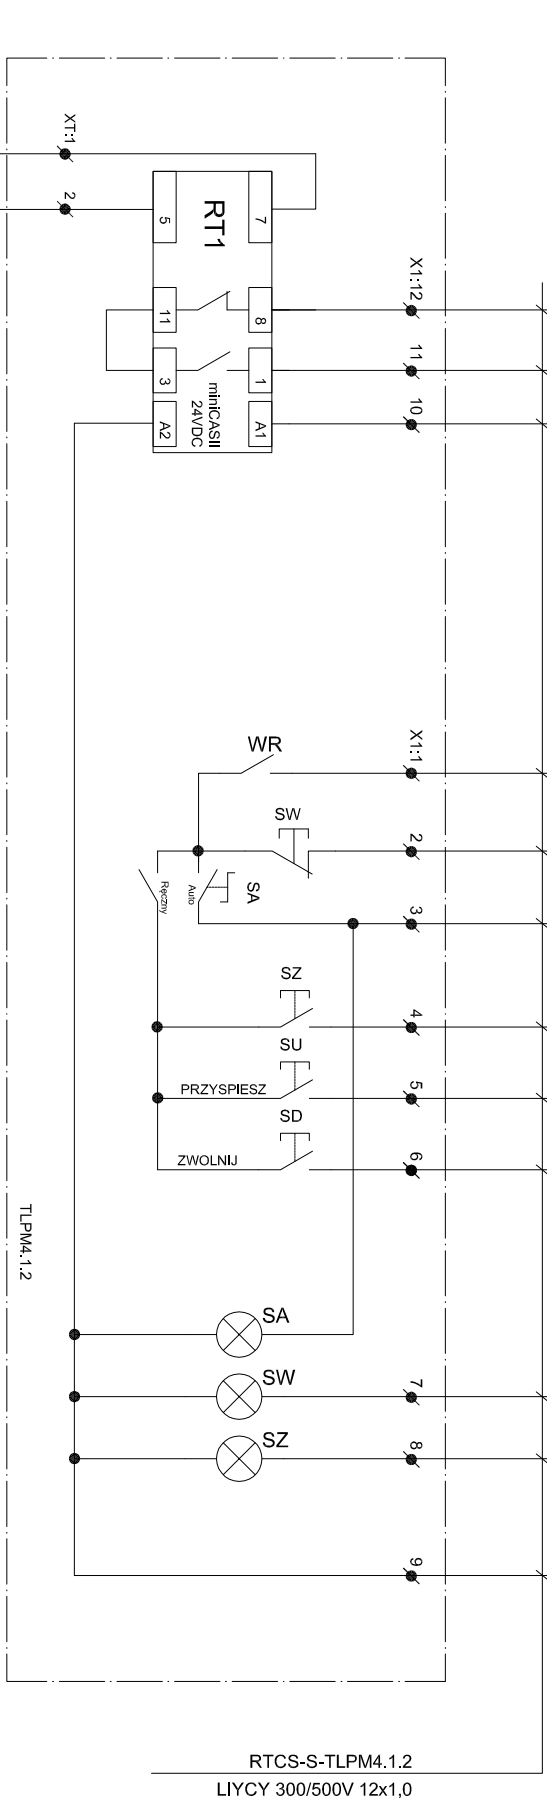 XT:1
2
RT1
5
7
11
8
3
1
A2
A1
miniCASII
24VDC
X1:12
11
10
WR
X1:1
SW
2
Ręczny
Auto
SA
3
SZ
4
SU
PRZYSPIESZ
5
SD
ZWOLNIJ
6
TLPM4.1.2
SA
SW
7
SZ
8
9
RTCS-S-TLPM4.1.2
LIYCY 300/500V 12x1,0